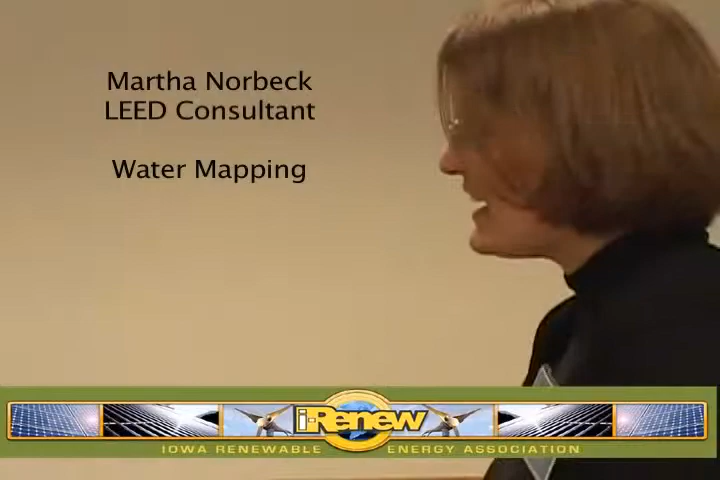 Martha Norbeck
LEED Consultant
Water Mapping
i-Renew
IOWA RENEWABLE ENERGY ASSOCIATION